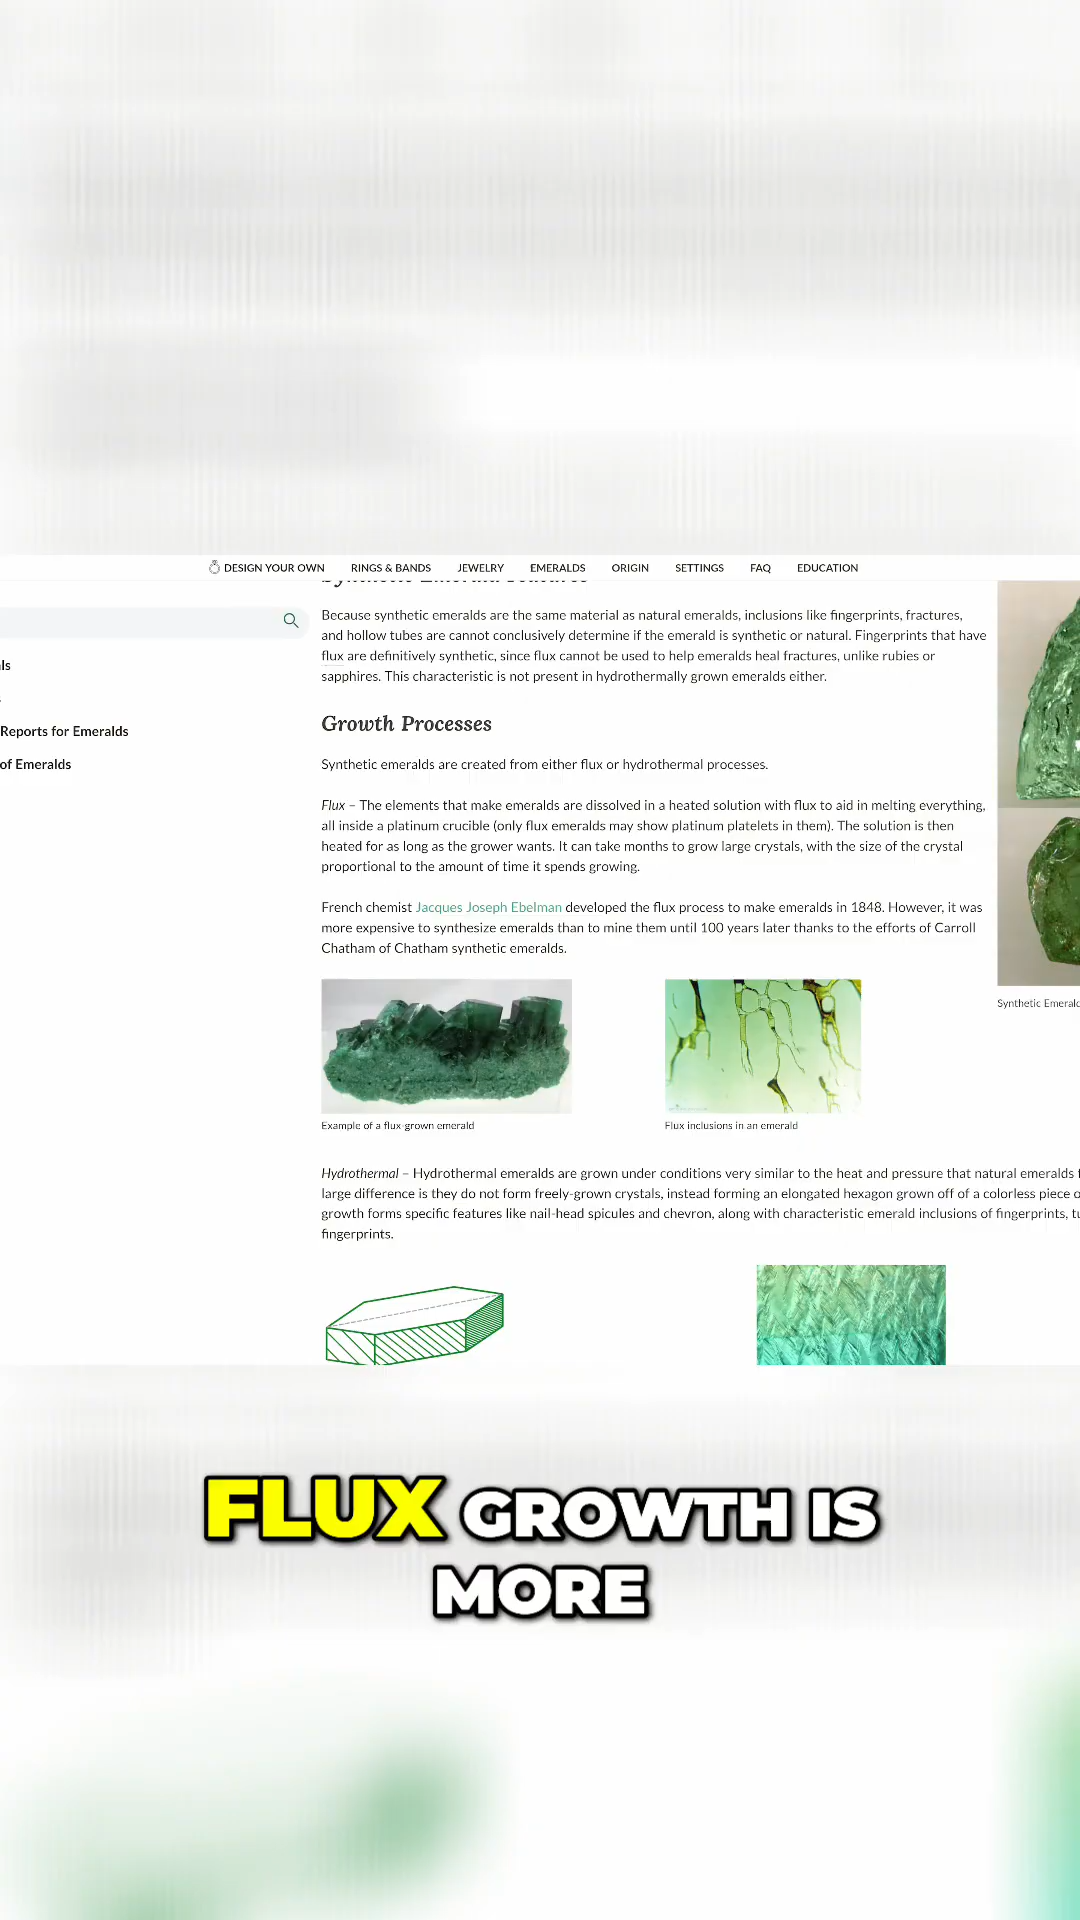 DESIGN YOUR OWN RINGS & BANDS JEWELRY EMERALDS ORIGIN SETTINGS FAQ EDUCATION
Because synthetic emeralds are the same material as natural emeralds, inclusions like fingerprints, fractures,
and hollow tubes are cannot conclusively determine if the emerald is synthetic or natural. Fingerprints that have
flux are definitively synthetic, since flux cannot be used to help emeralds heal fractures, unlike rubies or
sapphires. This characteristic is not present in hydrothermally grown emeralds either.
ls
Reports for Emeralds
of Emeralds
Growth Processes
Synthetic emeralds are created from either flux or hydrothermal processes.
Flux – The elements that make emeralds are dissolved in a heated solution with flux to aid in melting everything,
all inside a platinum crucible (only flux emeralds may show platinum platelets in them). The solution is then
heated for as long as the grower wants. It can take months to grow large crystals, with the size of the crystal
proportional to the amount of time it spends growing.
French chemist Jacques Joseph Ebelman developed the flux process to make emeralds in 1848. However, it was
more expensive to synthesize emeralds than to mine them until 100 years later thanks to the efforts of Carroll
Chatham of Chatham synthetic emeralds.
Synthetic Emerald
Example of a flux-grown emerald
Flux inclusions in an emerald
Hydrothermal – Hydrothermal emeralds are grown under conditions very similar to the heat and pressure that natural emeralds
large difference is they do not form freely-grown crystals, instead forming an elongated hexagon grown off of a colorless piece
growth forms specific features like nail-head spicules and chevron, along with characteristic emerald inclusions of fingerprints,
fingerprints.
FLUX GROWTH IS
MORE